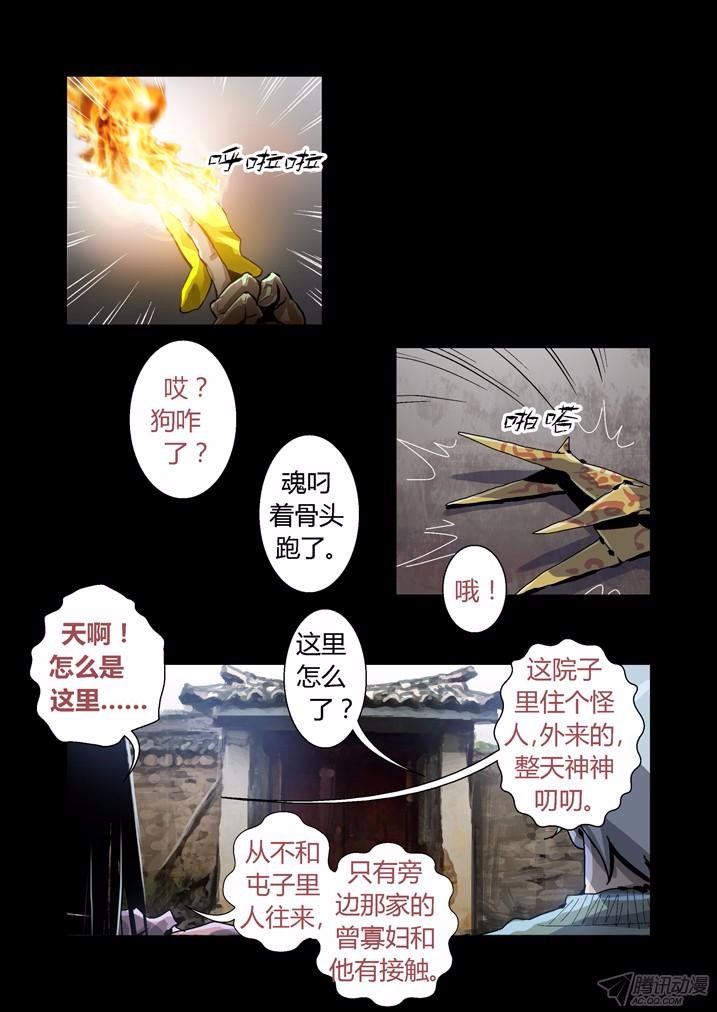 呼啦啦
哎？
狗咋
了？
啪嗒
魂叼
着骨头
跑了。
哦！
天啊！
怎么是
这里……
这里
怎么
了？
这院子
里住个怪
人，外来的，
整天神神
叨叨。
从不和
屯子里
人往来，
只有旁
边那家的
曾寡妇和
他有接触。
腾讯动漫